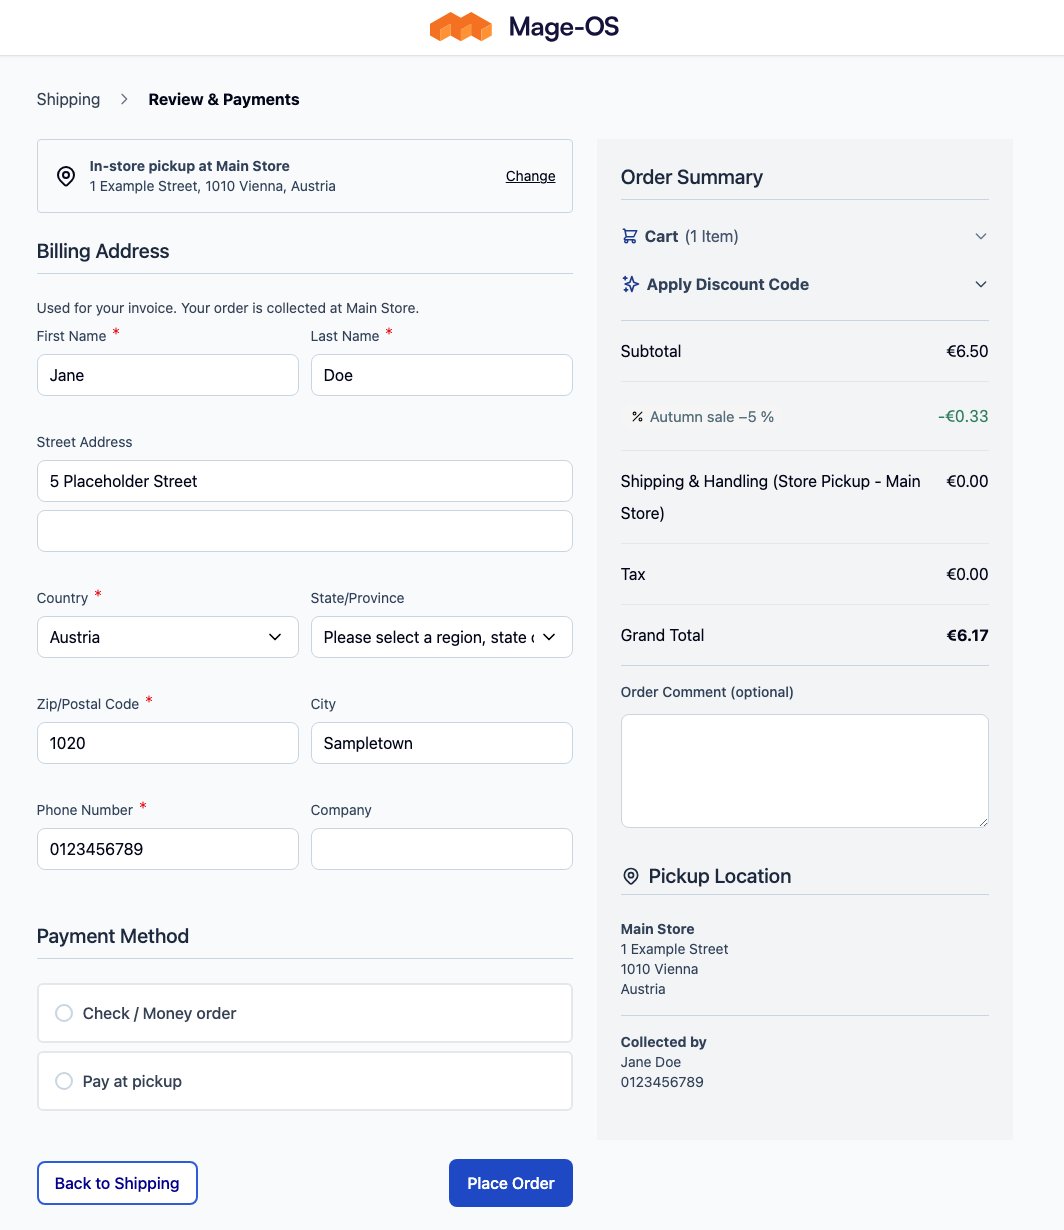 Mage-OS
Shipping
Review & Payments
In-store pickup at Main Store
1 Example Street, 1010 Vienna, Austria
Change
Billing Address
Used for your invoice. Your order is collected at Main Store.
First Name *
Last Name *
Jane
Doe
Street Address
5 Placeholder Street
Country *
State/Province
Austria
Please select a region, state
Zip/Postal Code *
City
1020
Sampletown
Phone Number *
Company
0123456789
Payment Method
Check / Money order
Pay at pickup
Back to Shipping
Place Order
Order Summary
Cart (1 Item)
Apply Discount Code
Subtotal €6.50
% Autumn sale –5 % -€0.33
Shipping & Handling (Store Pickup - Main €0.00
Store)
Tax €0.00
Grand Total €6.17
Order Comment (optional)
Pickup Location
Main Store
1 Example Street
1010 Vienna
Austria
Collected by
Jane Doe
0123456789